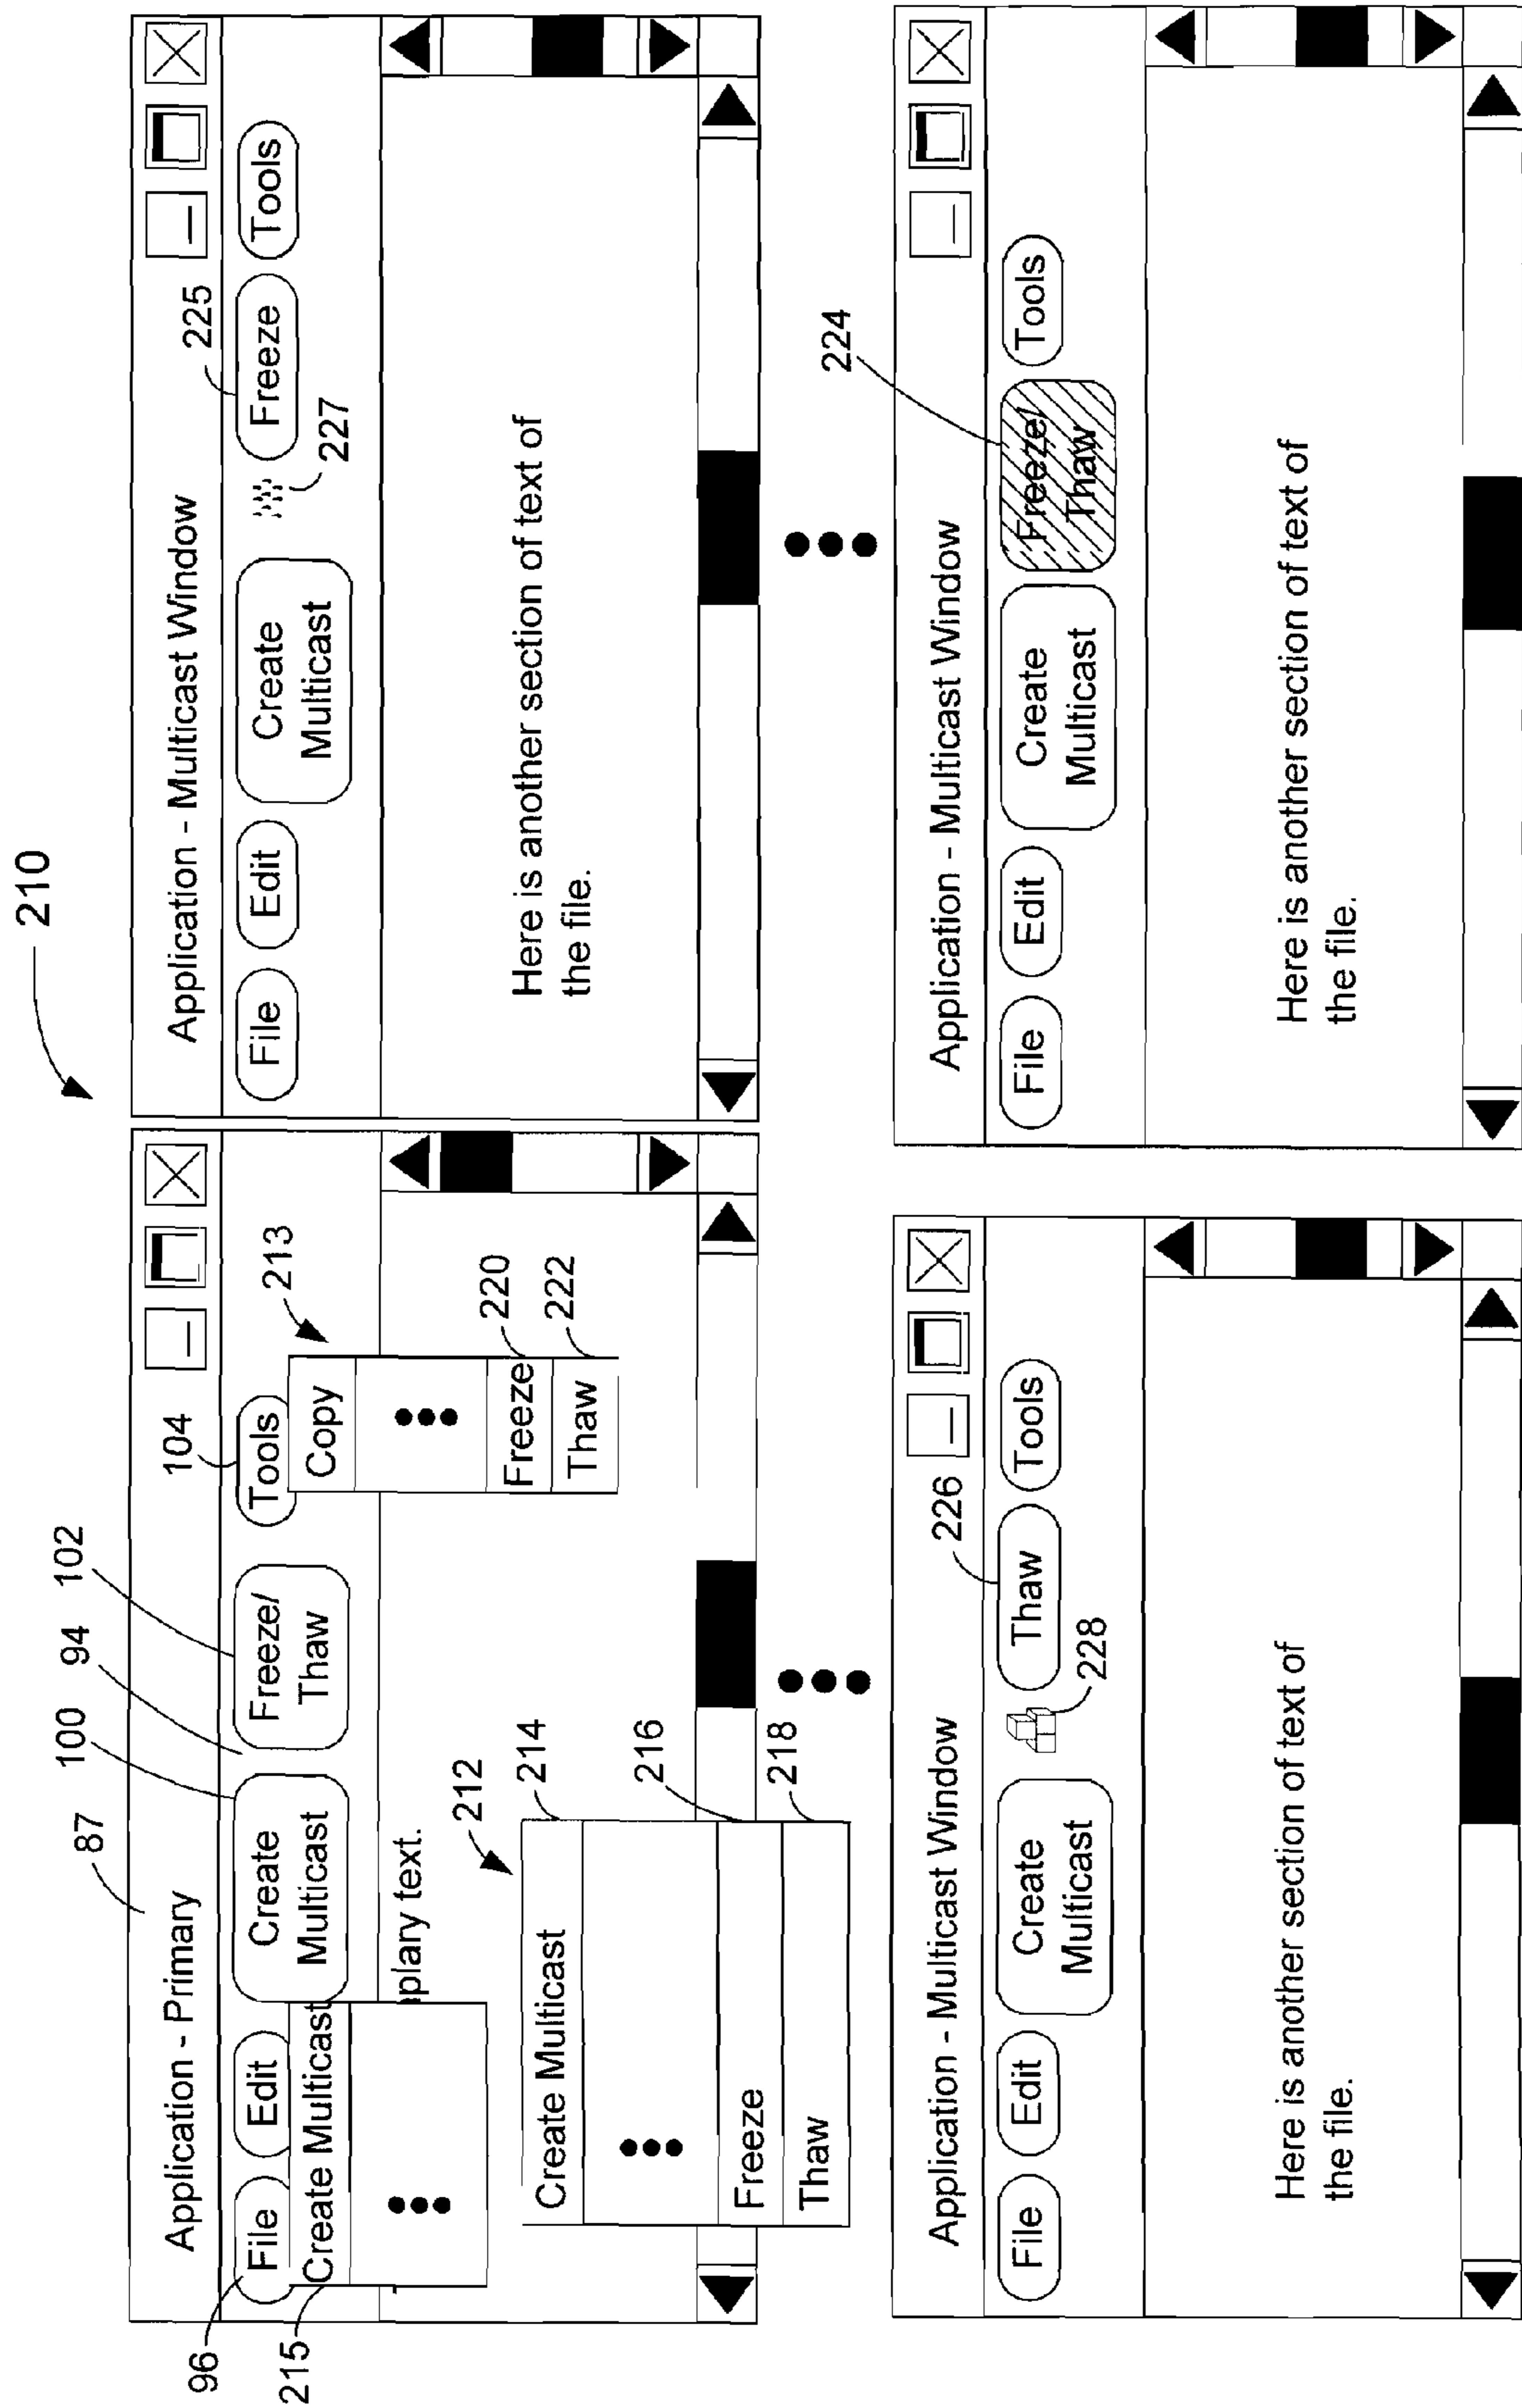 210
87
100
94
102
104
Application - Primary
96
File
Edit
Create
Multicast
Freeze/
Thaw
Tools
215
Create Multicast
plary text.
213
Copy
Freeze
220
Thaw
222
212
Create Multicast
214
Freeze
216
Thaw
218
Application - Multicast Window
File
Edit
Create
Multicast
Freeze
Tools
225
227
Here is another section of text of
the file.
Application - Multicast Window
226
File
Edit
Create
Multicast
Thaw
Tools
228
Here is another section of text of
the file.
224
Application - Multicast Window
File
Edit
Create
Multicast
Freeze/
Thaw
Tools
Here is another section of text of
the file.